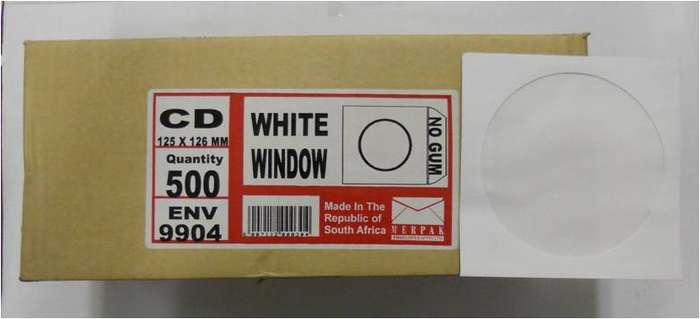 CD
125 X 126 MM
Quantity
500
ENV
9904
WHITE
WINDOW
NO GUM
Made In The
Republic of
South Africa
MERPAK